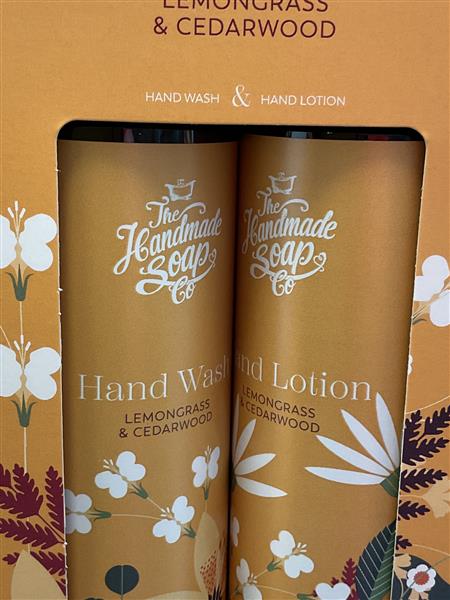 LEMONGRASS
& CEDARWOOD
HAND WASH & HAND LOTION
The
Handmade
Soap
Co
Hand Wash
LEMONGRASS
& CEDARWOOD
The
Handmade
Soap
Co
and Lotion
LEMONGRASS
& CEDARWOOD